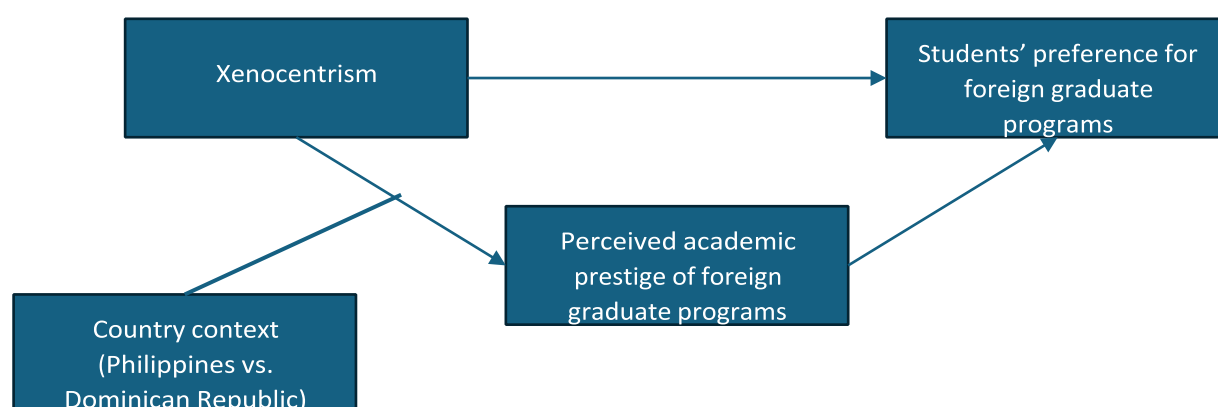 Xenocentrism
Students’ preference for
foreign graduate
programs
Perceived academic
prestige of foreign
graduate programs
Country context
(Philippines vs.
Dominican Republic)